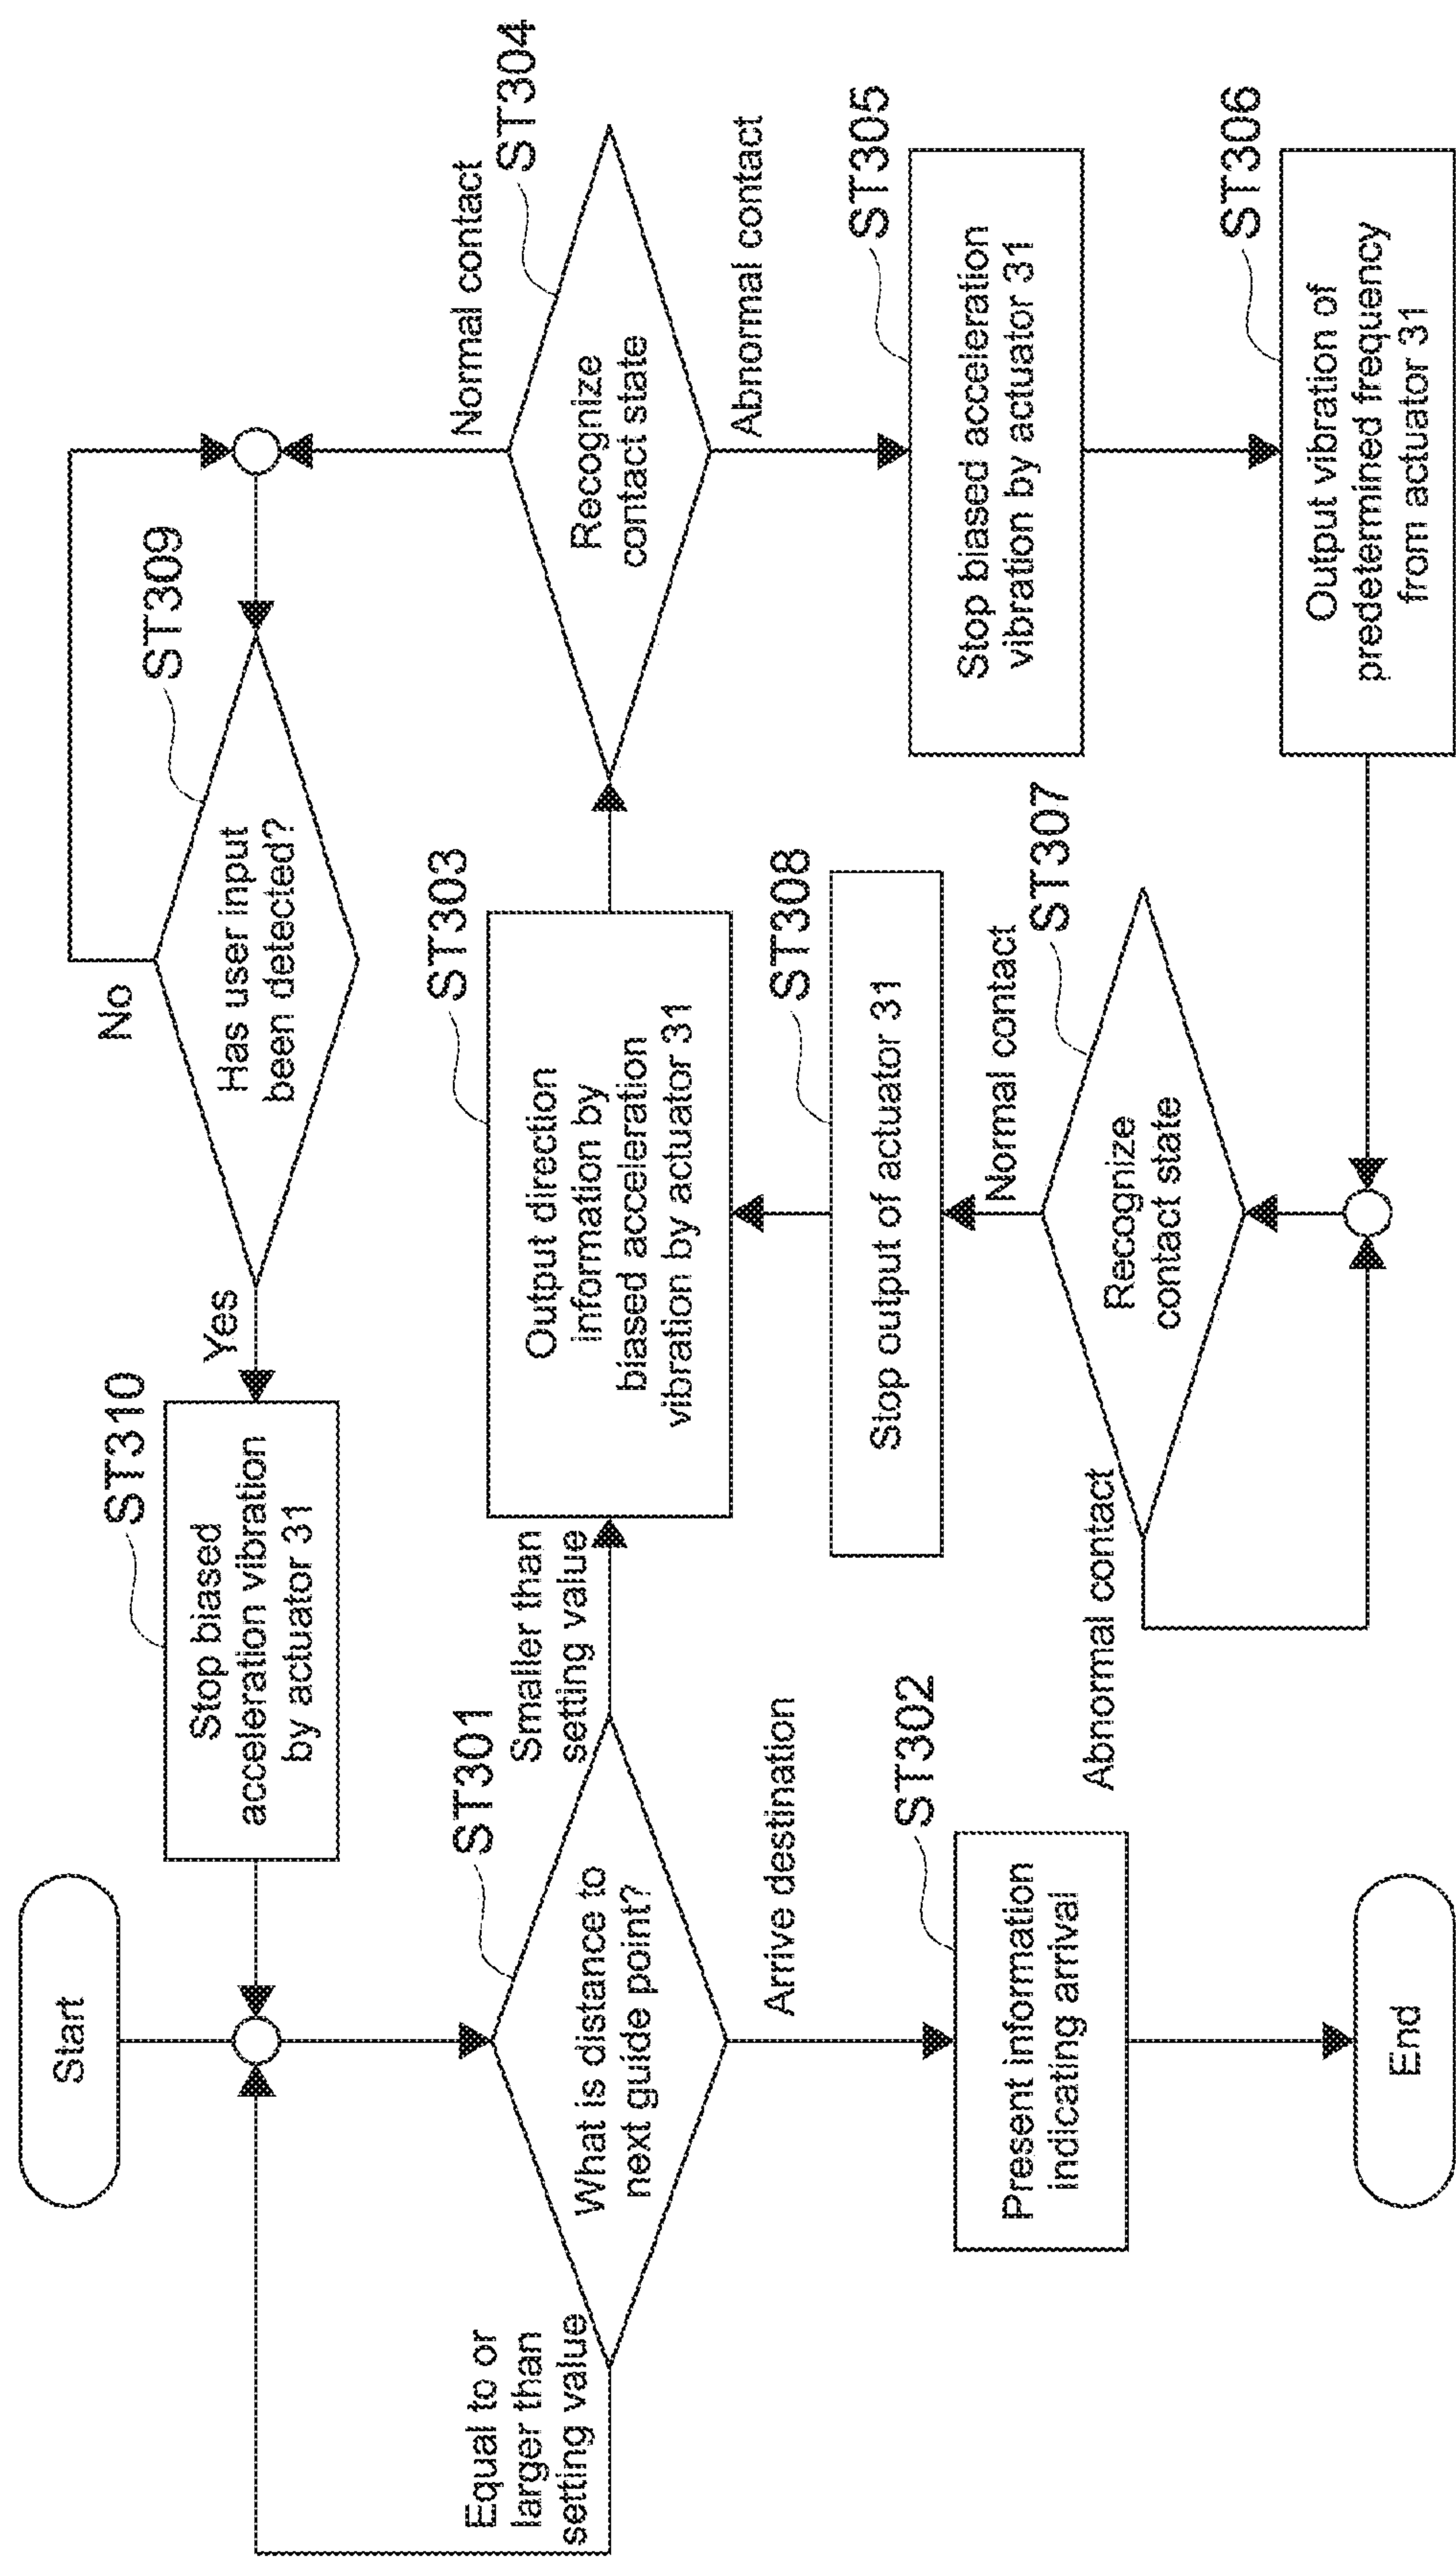 Start
ST301
What is distance to
next guide point?
Equal to or
larger than
setting value
Smaller than
setting value
Arrive destination
ST302
Present information
indicating arrival
End
ST303
Output direction
information by
biased acceleration
vibration by actuator 31
ST304
Recognize
contact state
Normal contact
Abnormal contact
ST305
Stop biased acceleration
vibration by actuator 31
ST306
Output vibration of
predetermined frequency
from actuator 31
ST307
Recognize
contact state
Normal contact
Abnormal contact
ST308
Stop output of actuator 31
ST309
Has user input
been detected?
No
Yes
ST310
Stop biased
acceleration vibration
by actuator 31